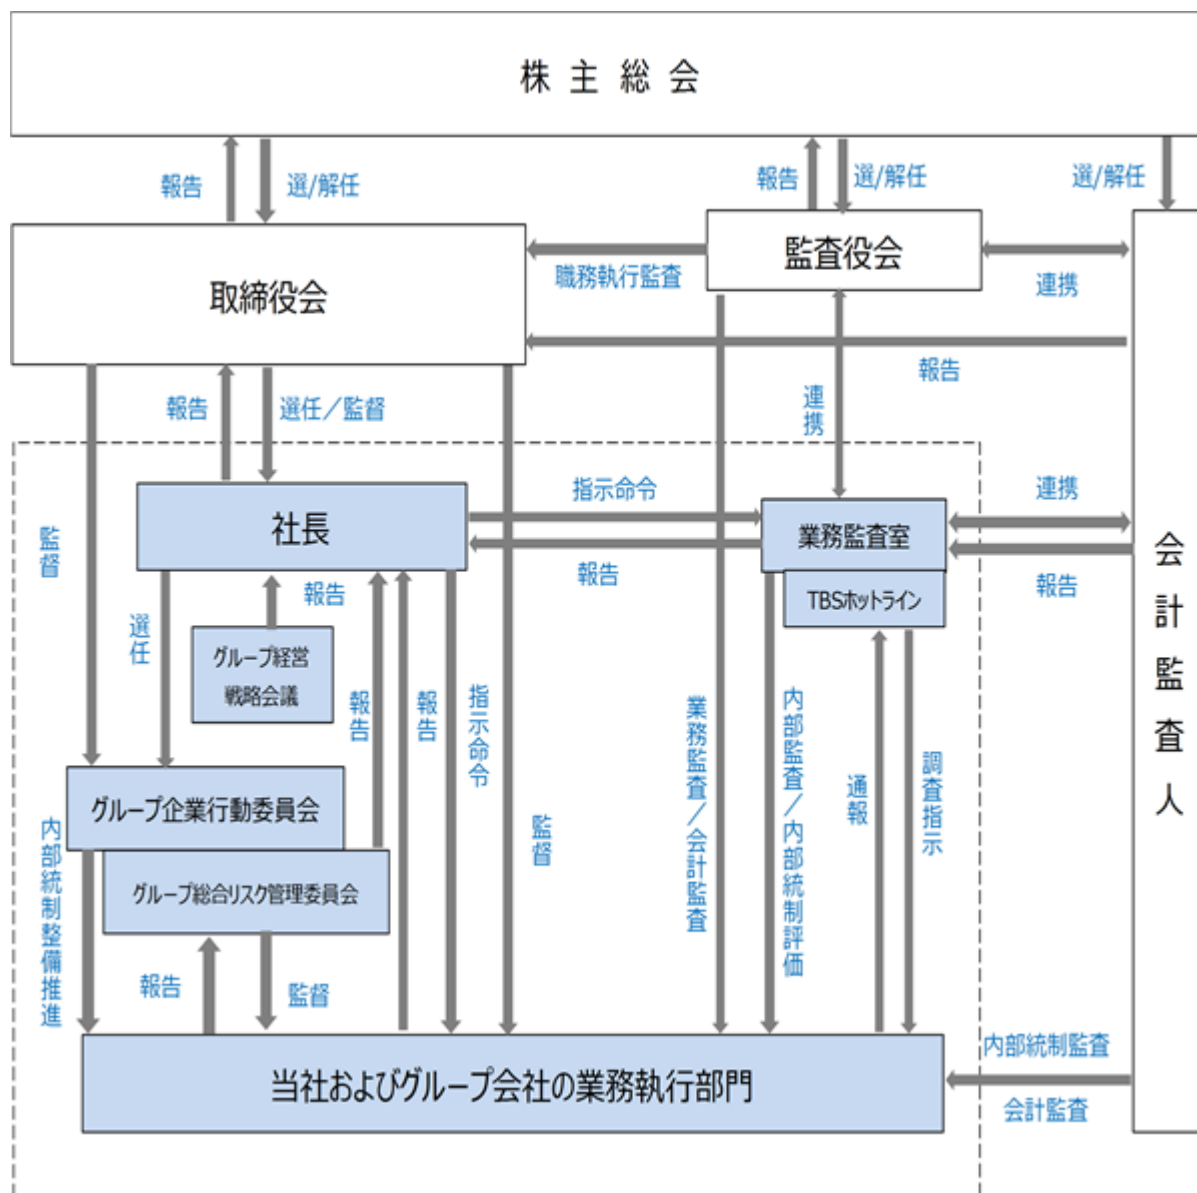 株主総会
報告
選/解任
報告
選/解任
選/解任
取締役会
監査役会
職務執行監査
連携
報告
報告
選任／監督
連携
監督
社長
指示命令
報告
業務監査室
TBSホットライン
連携
報告
会計監査人
選任
報告
グループ経営
戦略会議
報告
報告
指示命令
監督
業務監査／会計監査
内部監査／内部統制評価
通報
調査指示
グループ企業行動委員会
グループ総合リスク管理委員会
内部統制整備推進
報告
監督
当社およびグループ会社の業務執行部門
内部統制監査
会計監査